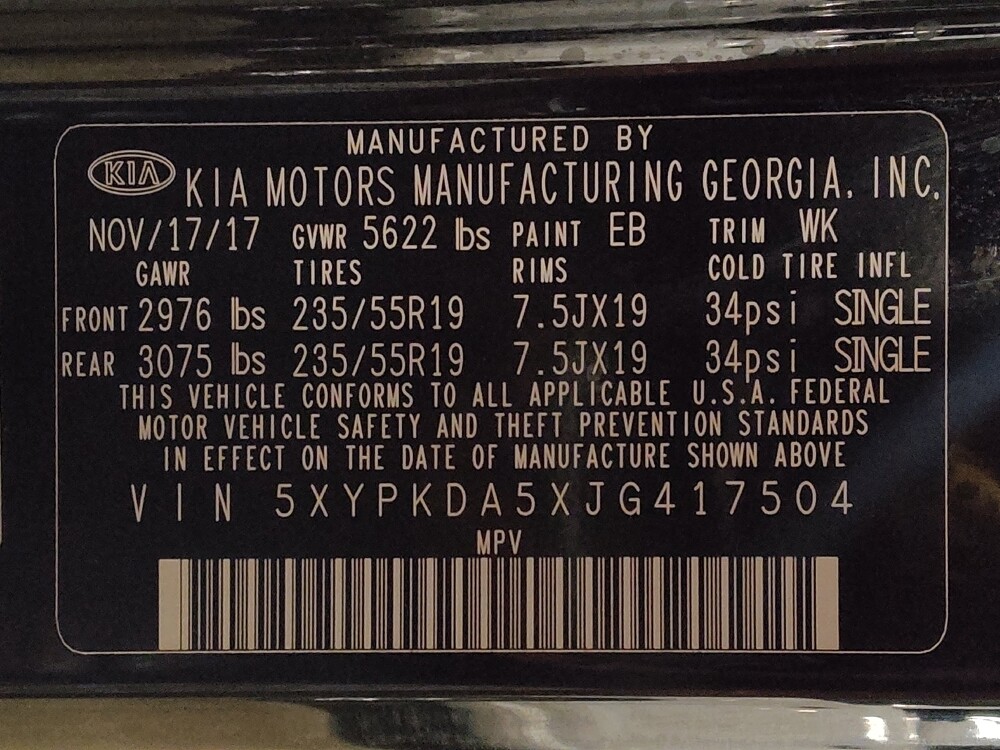 MANUFACTURED BY
KIA KIA MOTORS MANUFACTURING GEORGIA, INC.
NOV/17/17 GVWR 5622 lbs PAINT EB TRIM WK
GAWR TIRES RIMS COLD TIRE INFL
FRONT 2976 lbs 235/55R19 7.5JX19 34psi SINGLE
REAR 3075 lbs 235/55R19 7.5JX19 34psi SINGLE
THIS VEHICLE CONFORMS TO ALL APPLICABLE U.S.A. FEDERAL
MOTOR VEHICLE SAFETY AND THEFT PREVENTION STANDARDS
IN EFFECT ON THE DATE OF MANUFACTURE SHOWN ABOVE
VIN 5XYPKDA5XJG417504
MPV